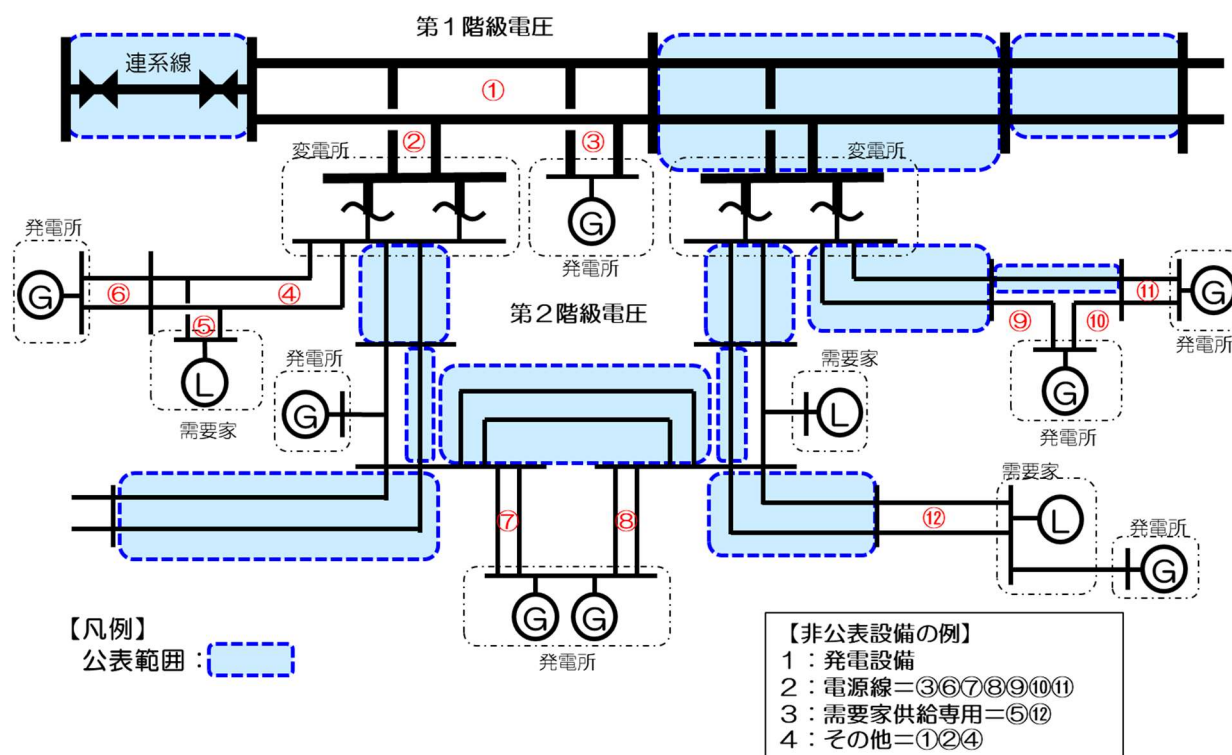 第1階級電圧
連系線
①
②
③
変電所
変電所
G
発電所
発電所
G
⑥
④
⑤
L
需要家
第2階級電圧
⑪
G
発電所
⑨
⑩
G
発電所
発電所
G
需要家
L
⑦
⑧
G
G
発電所
⑫
需要家
L
発電所
G
【凡例】
公表範囲:
【非公表設備の例】
1:発電設備
2:電源線=③⑥⑦⑧⑨⑩⑪
3:需要家供給専用=⑤⑫
4:その他=①②④